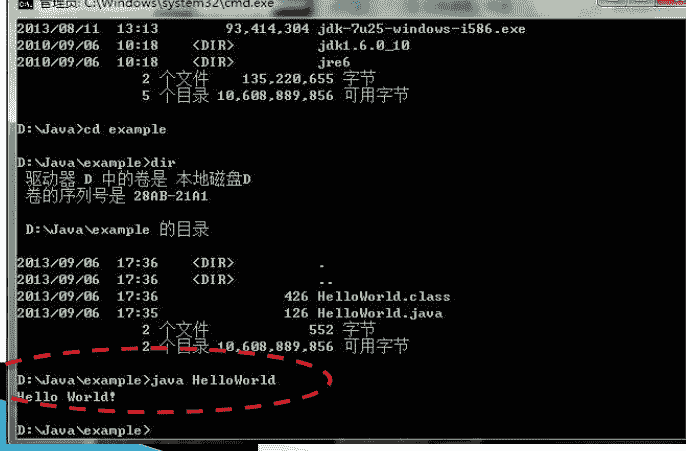 管理员: C:\Windows\system32\cmd.exe
2013/08/11  13:13        93,414,304 jdk-7u25-windows-i586.exe
2010/09/06  10:18    <DIR>          jdk1.6.0_10
2010/09/06  10:18    <DIR>          jre6
2 个文件    135,220,655 字节
5 个目录 10,608,889,856 可用字节
D:\Java>cd example
D:\Java\example>dir
驱动器 D 中的卷是 本地磁盘D
卷的序列号是 28AB-21A1
D:\Java\example 的目录
2013/09/06  17:36    <DIR>          .
2013/09/06  17:36    <DIR>          ..
2013/09/06  17:36               426 HelloWorld.class
2013/09/06  17:35               126 HelloWorld.java
2 个文件            552 字节
2 个目录 10,608,889,856 可用字节
D:\Java\example>java HelloWorld
Hello World!
D:\Java\example>